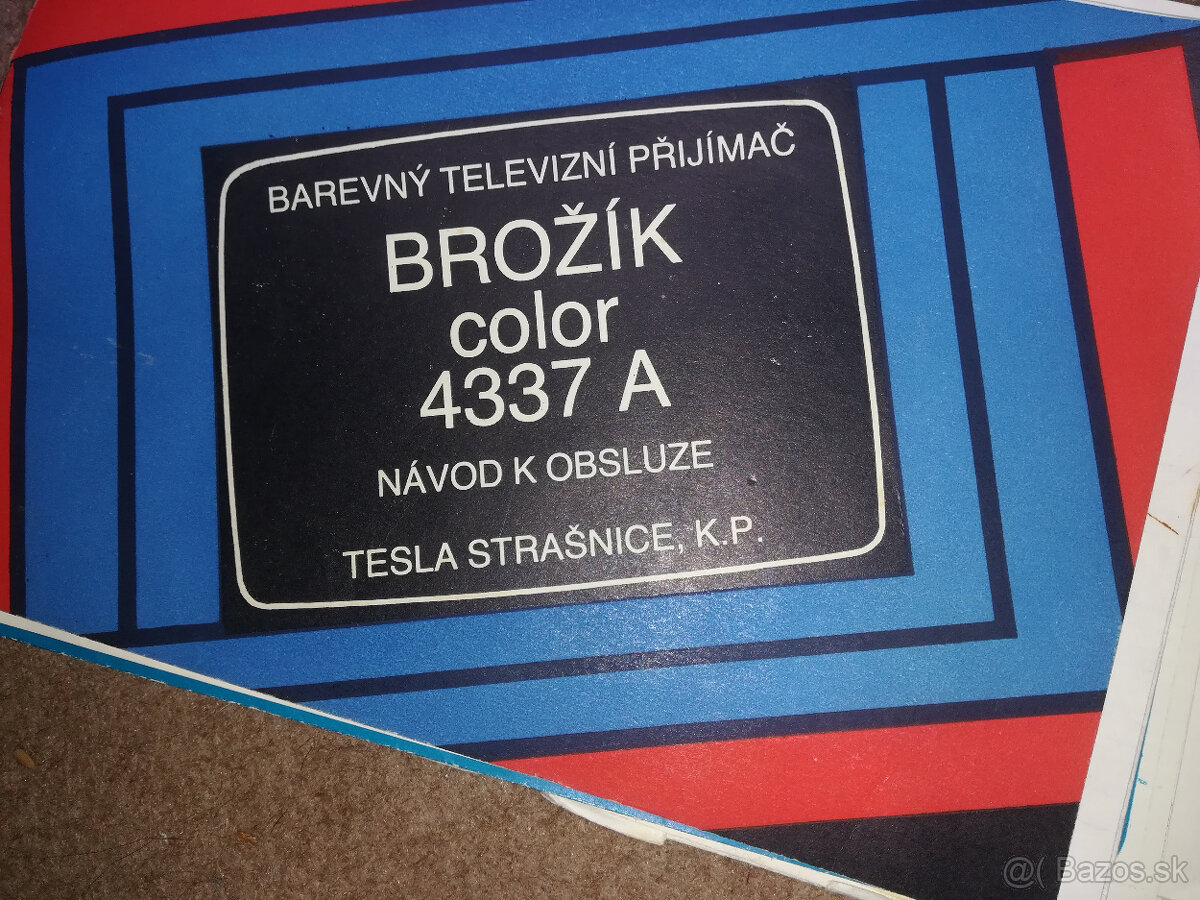 BAREVNÝ TELEVIZNÍ PŘIJÍMAČ
BROŽÍK
color
4337 A
NÁVOD K OBSLUZE
TESLA STRAŠNICE, K.P.
@( Bazos.sk